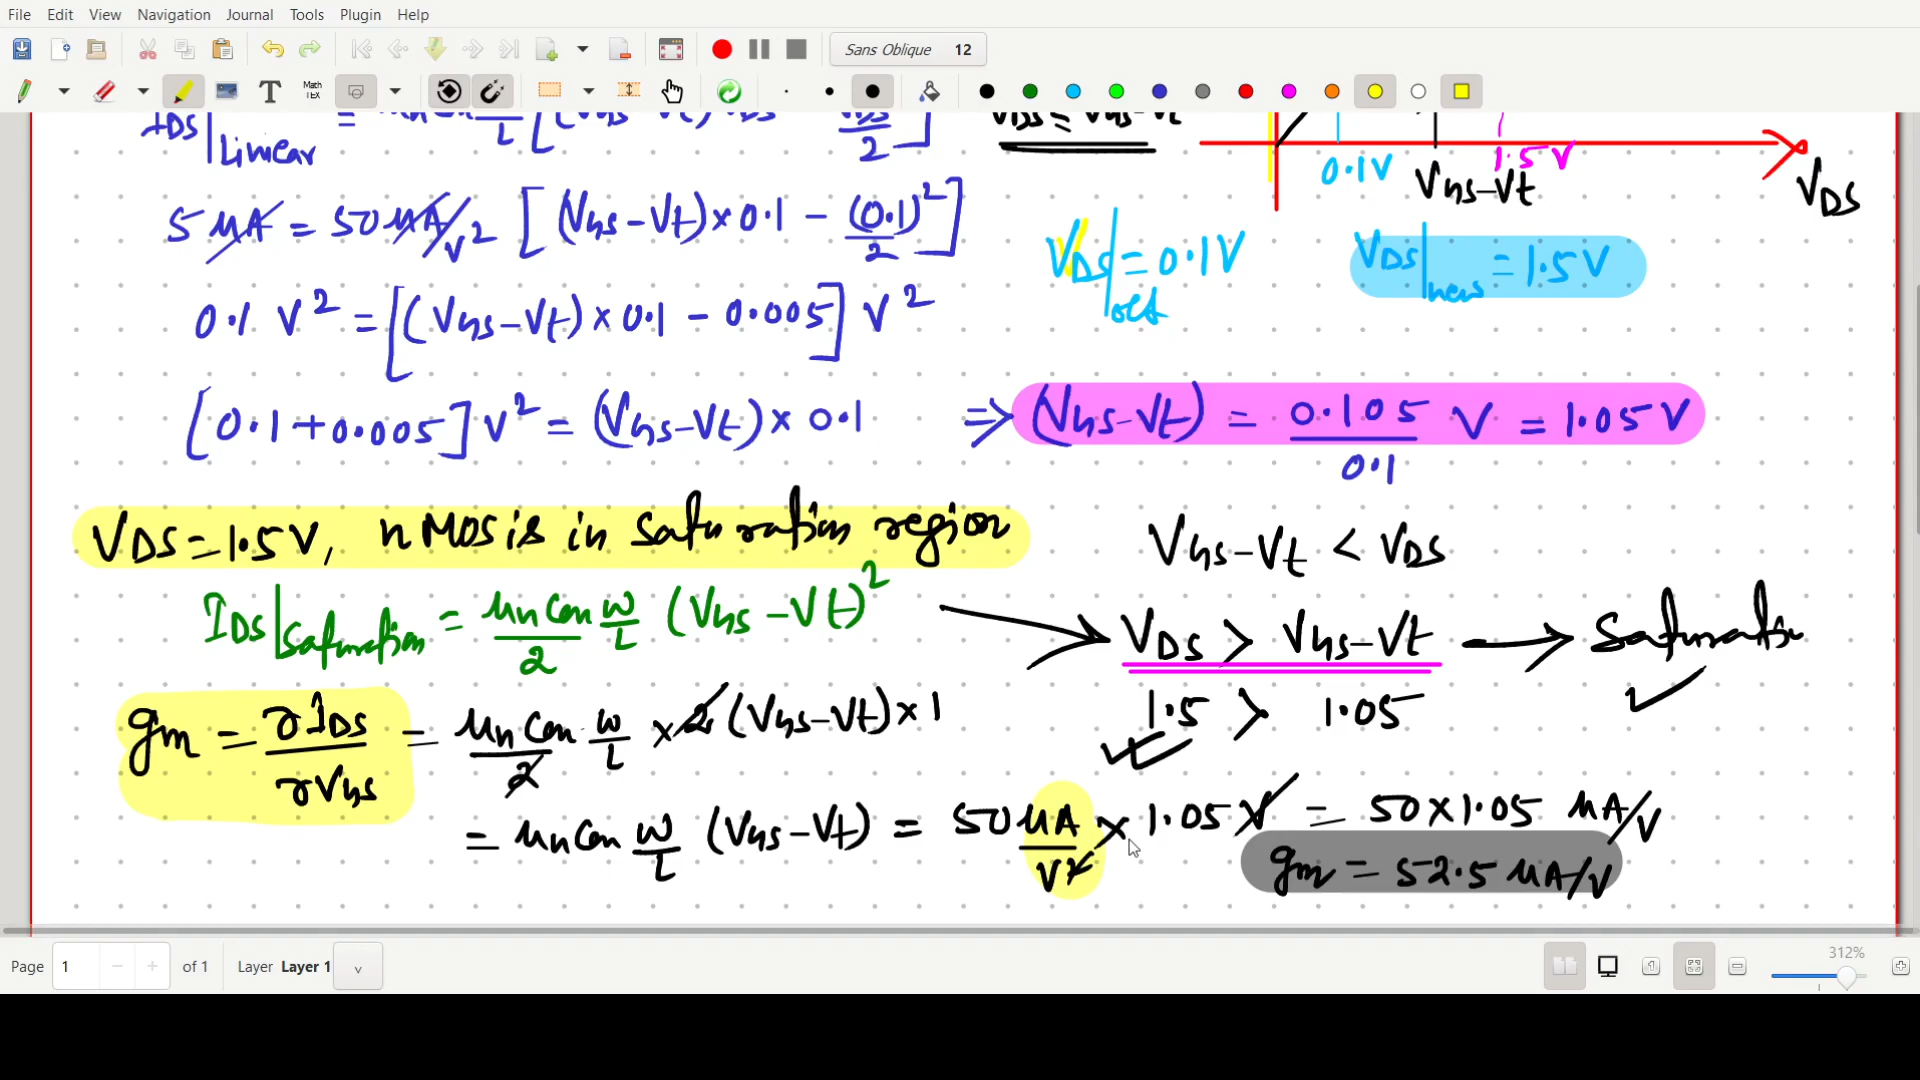 File Edit View Navigation Journal Tools Plugin Help
Sans Oblique 12
T Math TEX
IDS|Linear = [ ]
0.1V VGS-Vt 1.5V VDS
5 μA = 50 μA/V² [(VGS-Vt)×0.1 - (0.1)²/2]
VDS|old = 0.1V VDS|new = 1.5V
0.1 V² = [(VGS-Vt)×0.1 - 0.005] V²
[0.1+0.005] V² = (VGS-Vt)×0.1 ⇒ (VGS-Vt) = 0.105/0.1 V = 1.05V
VDS=1.5V, nMOS is in saturation region
VGS-Vt < VDS
IDS|Saturation = μnCox/2 W/L (VGS-Vt)²
VDS > VGS-Vt → Saturation
1.5 > 1.05
gm = ∂IDS/∂VGS = μnCox/2 W/L × 2(VGS-Vt)×1
= μnCox W/L (VGS-Vt) = 50 μA/V² × 1.05V = 50×1.05 μA/V
gm = 52.5 μA/V
Page 1 of 1 Layer Layer 1
312%